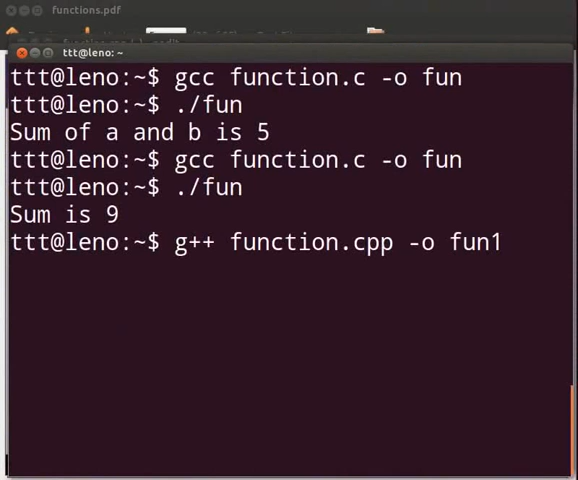 functions.pdf
ttt@leno: ~
ttt@leno:~$ gcc function.c -o fun
ttt@leno:~$ ./fun
Sum of a and b is 5
ttt@leno:~$ gcc function.c -o fun
ttt@leno:~$ ./fun
Sum is 9
ttt@leno:~$ g++ function.cpp -o fun1